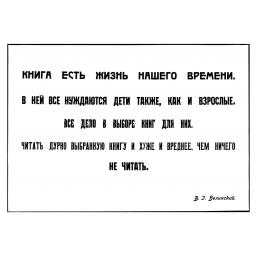 КНИГА ЕСТЬ ЖИЗНЬ НАШЕГО ВРЕМЕНИ.
В НЕЙ ВСЕ НУЖДАЮТСЯ ДЕТИ ТАКЖЕ, КАК И ВЗРОСЛЫЕ.
ВСЕ ДЕЛО В ВЫБОРЕ КНИГ ДЛЯ НИХ.
ЧИТАТЬ ДУРНО ВЫБРАННУЮ КНИГУ И ХУЖЕ И ВРЕДНЕЕ, ЧЕМ НИЧЕГО
НЕ ЧИТАТЬ.
В. Г. Белинский.